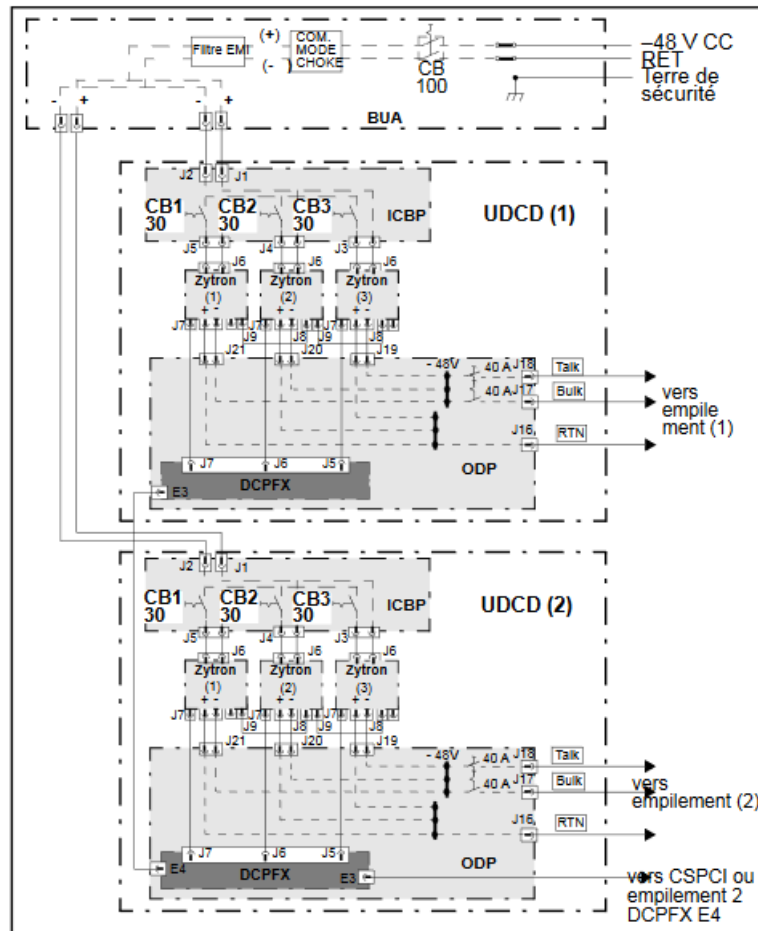 Filtre EMI
(+)
(-)
COM.
MODE
CHOKE
CB
100
–48 V CC
RET
Terre de
sécurité
- + - +
BUA
J2 J1
CB1
30
CB2
30
CB3
30
ICBP
UDCD (1)
J5 J4 J3
J6 J6 J6
Zytron
(1)
+ -
Zytron
(2)
+ -
Zytron
(3)
+ -
J7 J9 J7 J8 J9 J7 J8
J21 J20 J19
- 48V
40 A
J18
Talk
40 A
J17
Bulk
vers
empile
ment (1)
J16
RTN
J7 J6 J5
ODP
DCPFX
E3
J2 J1
CB1
30
CB2
30
CB3
30
ICBP
UDCD (2)
J5 J4 J3
J6 J6 J6
Zytron
(1)
+ -
Zytron
(2)
+ -
Zytron
(3)
+ -
J7 J9 J7 J8 J9 J7 J8
J21 J20 J19
- 48V
40 A
J18
Talk
40 A
J17
Bulk
vers
empilement (2)
J16
RTN
J7 J6 J5
ODP
E4
DCPFX
E3
vers CSPCI ou
empilement 2
DCPFX E4